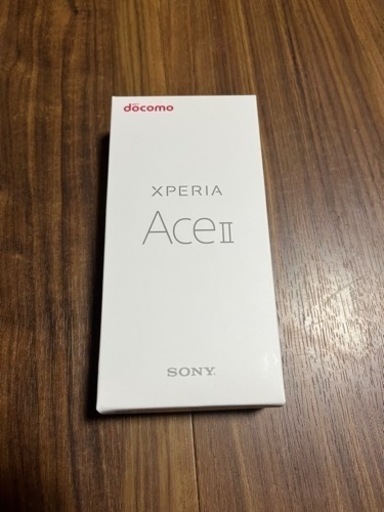 docomo
XPERIA
Ace II
SONY